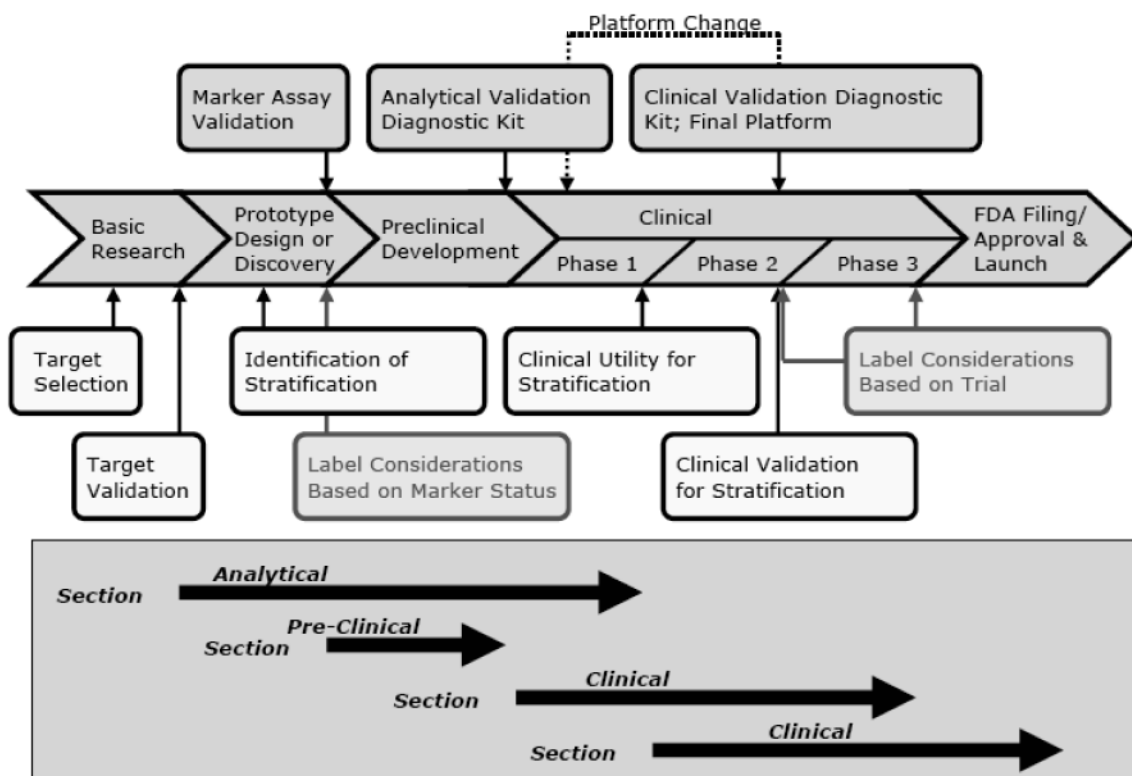 Platform Change
Marker Assay
Validation
Analytical Validation
Diagnostic Kit
Clinical Validation Diagnostic
Kit; Final Platform
Basic
Research
Prototype
Design or
Discovery
Preclinical
Development
Clinical
Phase 1
Phase 2
Phase 3
FDA Filing/
Approval &
Launch
Target
Selection
Identification of
Stratification
Clinical Utility for
Stratification
Label Considerations
Based on Trial
Target
Validation
Label Considerations
Based on Marker Status
Clinical Validation
for Stratification
Analytical
Section
Pre-Clinical
Section
Clinical
Section
Clinical
Section